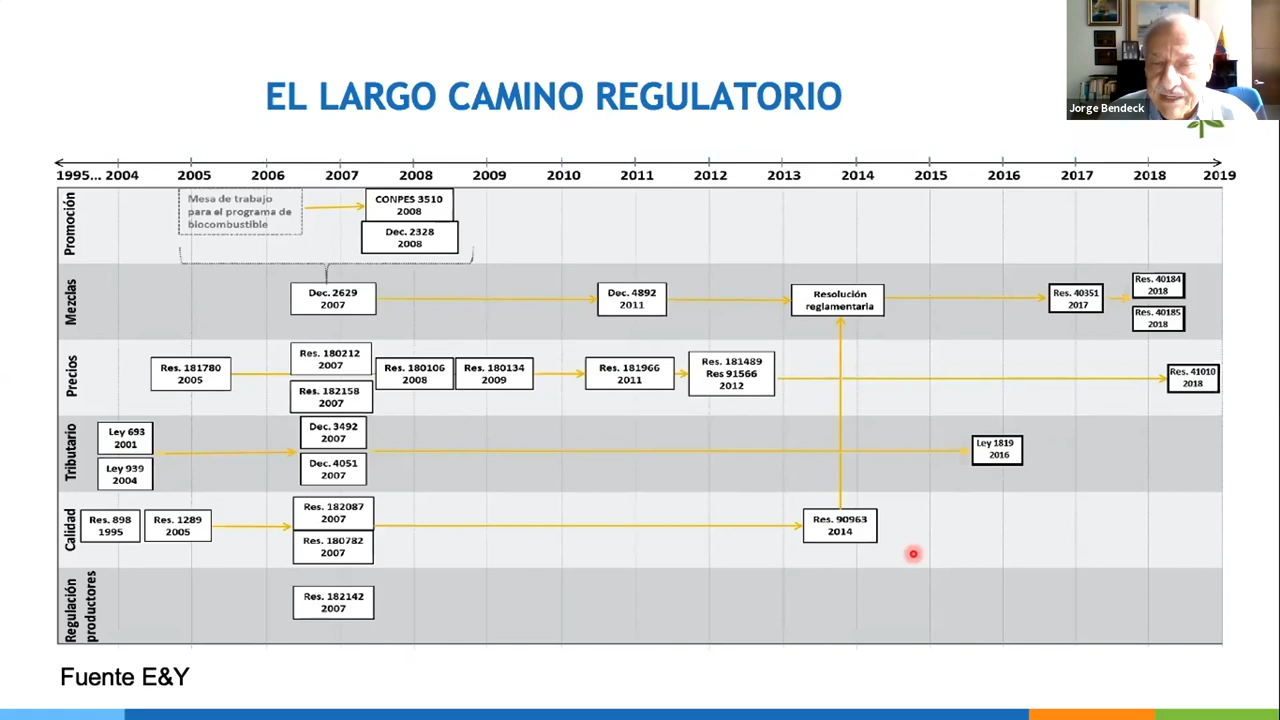 Jorge Bendeck
EL LARGO CAMINO REGULATORIO
1995... 2004 2005 2006 2007 2008 2009 2010 2011 2012 2013 2014 2015 2016 2017 2018 2019
Promoción
Mesa de trabajo
para el programa de
biocombustible
CONPES 3510
2008
Dec. 2328
2008
Mezclas
Dec. 2629
2007
Dec. 4892
2011
Resolución
reglamentaria
Res. 40351
2017
Res. 40184
2018
Res. 40185
2018
Precios
Res. 181780
2005
Res. 180212
2007
Res. 182158
2007
Res. 180106
2008
Res. 180134
2009
Res. 181966
2011
Res. 181489
Res 91566
2012
Res. 41010
2018
Tributario
Ley 693
2001
Ley 939
2004
Dec. 3492
2007
Dec. 4051
2007
Ley 1819
2016
Calidad
Res. 898
1995
Res. 1289
2005
Res. 182087
2007
Res. 180782
2007
Res. 90963
2014
Regulación
productores
Res. 182142
2007
Fuente E&Y